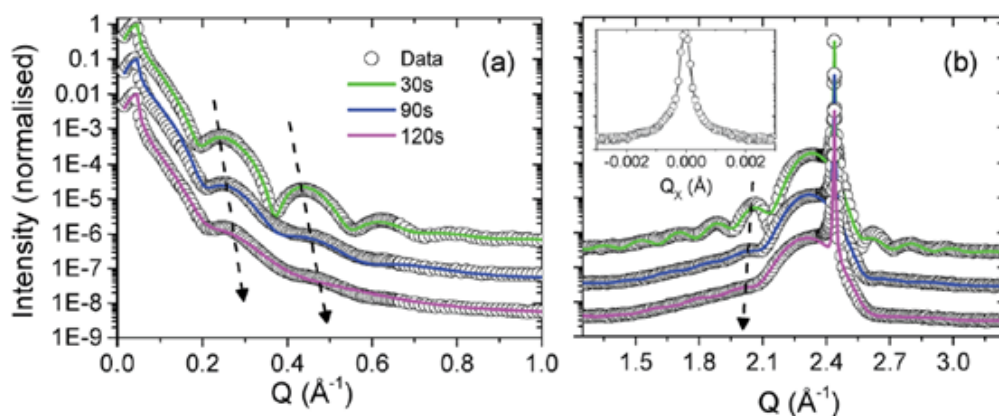 Intensity (normalised)
1
0.1
0.01
1E-3
1E-4
1E-5
1E-6
1E-7
1E-8
1E-9
(a)
Data
30s
90s
120s
0.0 0.2 0.4 0.6 0.8 1.0
Q (Å⁻¹)
(b)
-0.002 0.000 0.002
Qₓ (Å)
1.5 1.8 2.1 2.4 2.7 3.0
Q (Å⁻¹)